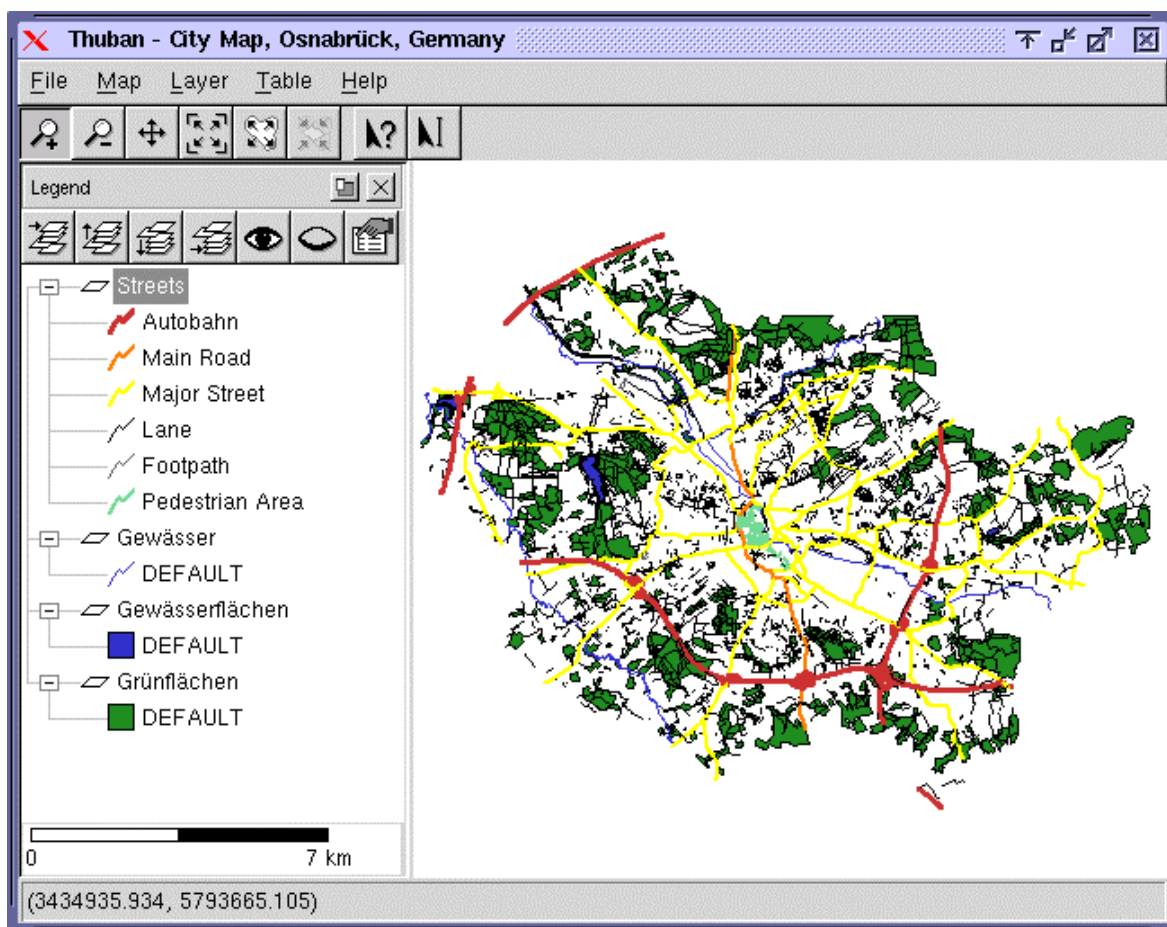 Thuban - City Map, Osnabrück, Germany
File Map Layer Table Help
Legend
Streets
Autobahn
Main Road
Major Street
Lane
Footpath
Pedestrian Area
Gewässer
DEFAULT
Gewässerflächen
DEFAULT
Grünflächen
DEFAULT
0 7 km
(3434935.934, 5793665.105)